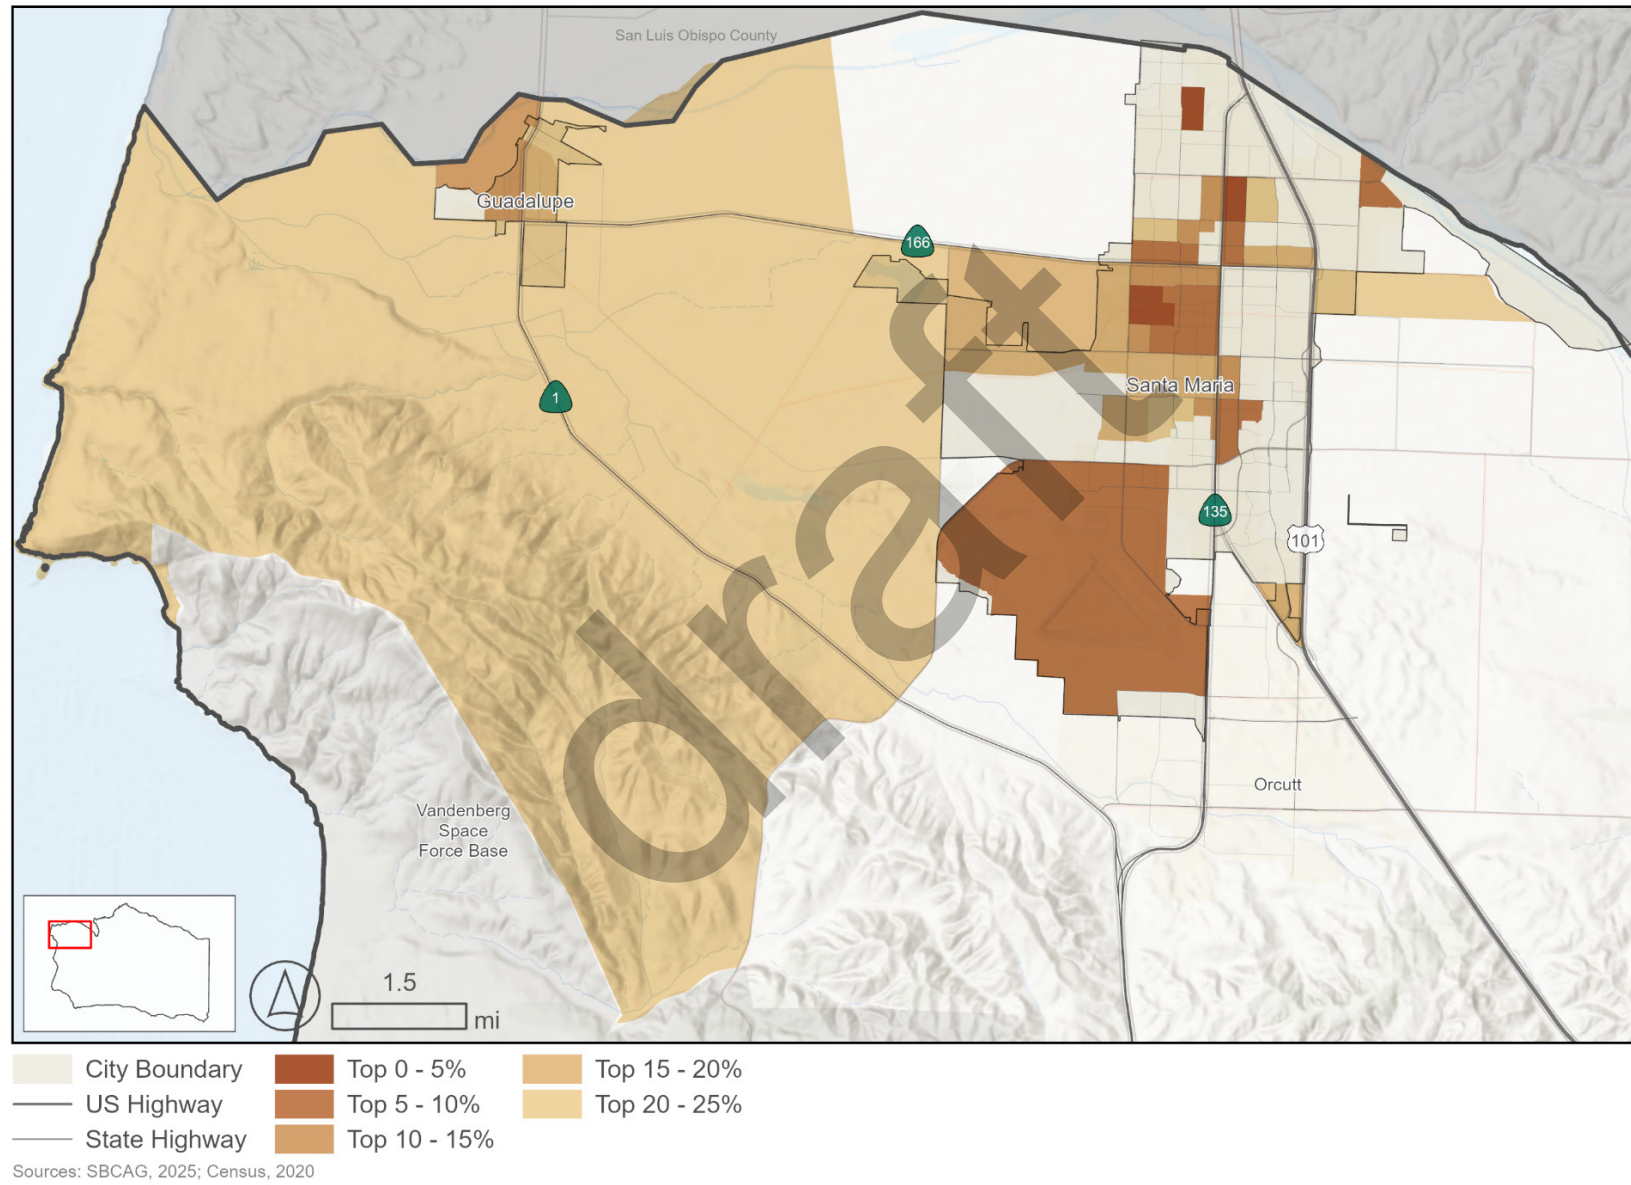 San Luis Obispo County
Guadalupe
166
Santa Maria
1
135
101
draft
Orcutt
Vandenberg
Space
Force Base
1.5
mi
City Boundary
US Highway
State Highway
Top 0 - 5%
Top 5 - 10%
Top 10 - 15%
Top 15 - 20%
Top 20 - 25%
Sources: SBCAG, 2025; Census, 2020